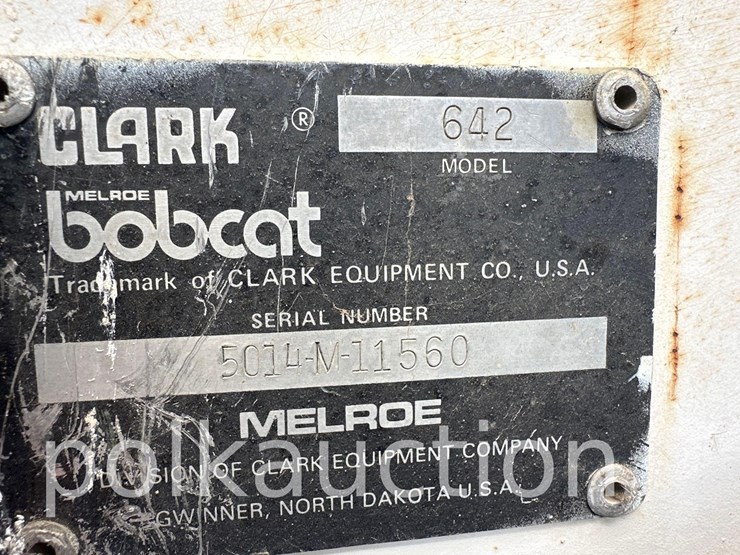 CLARK ® 642
MODEL
MELROE
bobcat
Trademark of CLARK EQUIPMENT CO., U.S.A.
SERIAL NUMBER
5014-M-11560
MELROE
DIVISION OF CLARK EQUIPMENT COMPANY
GWINNER, NORTH DAKOTA U.S.A.
polkauction